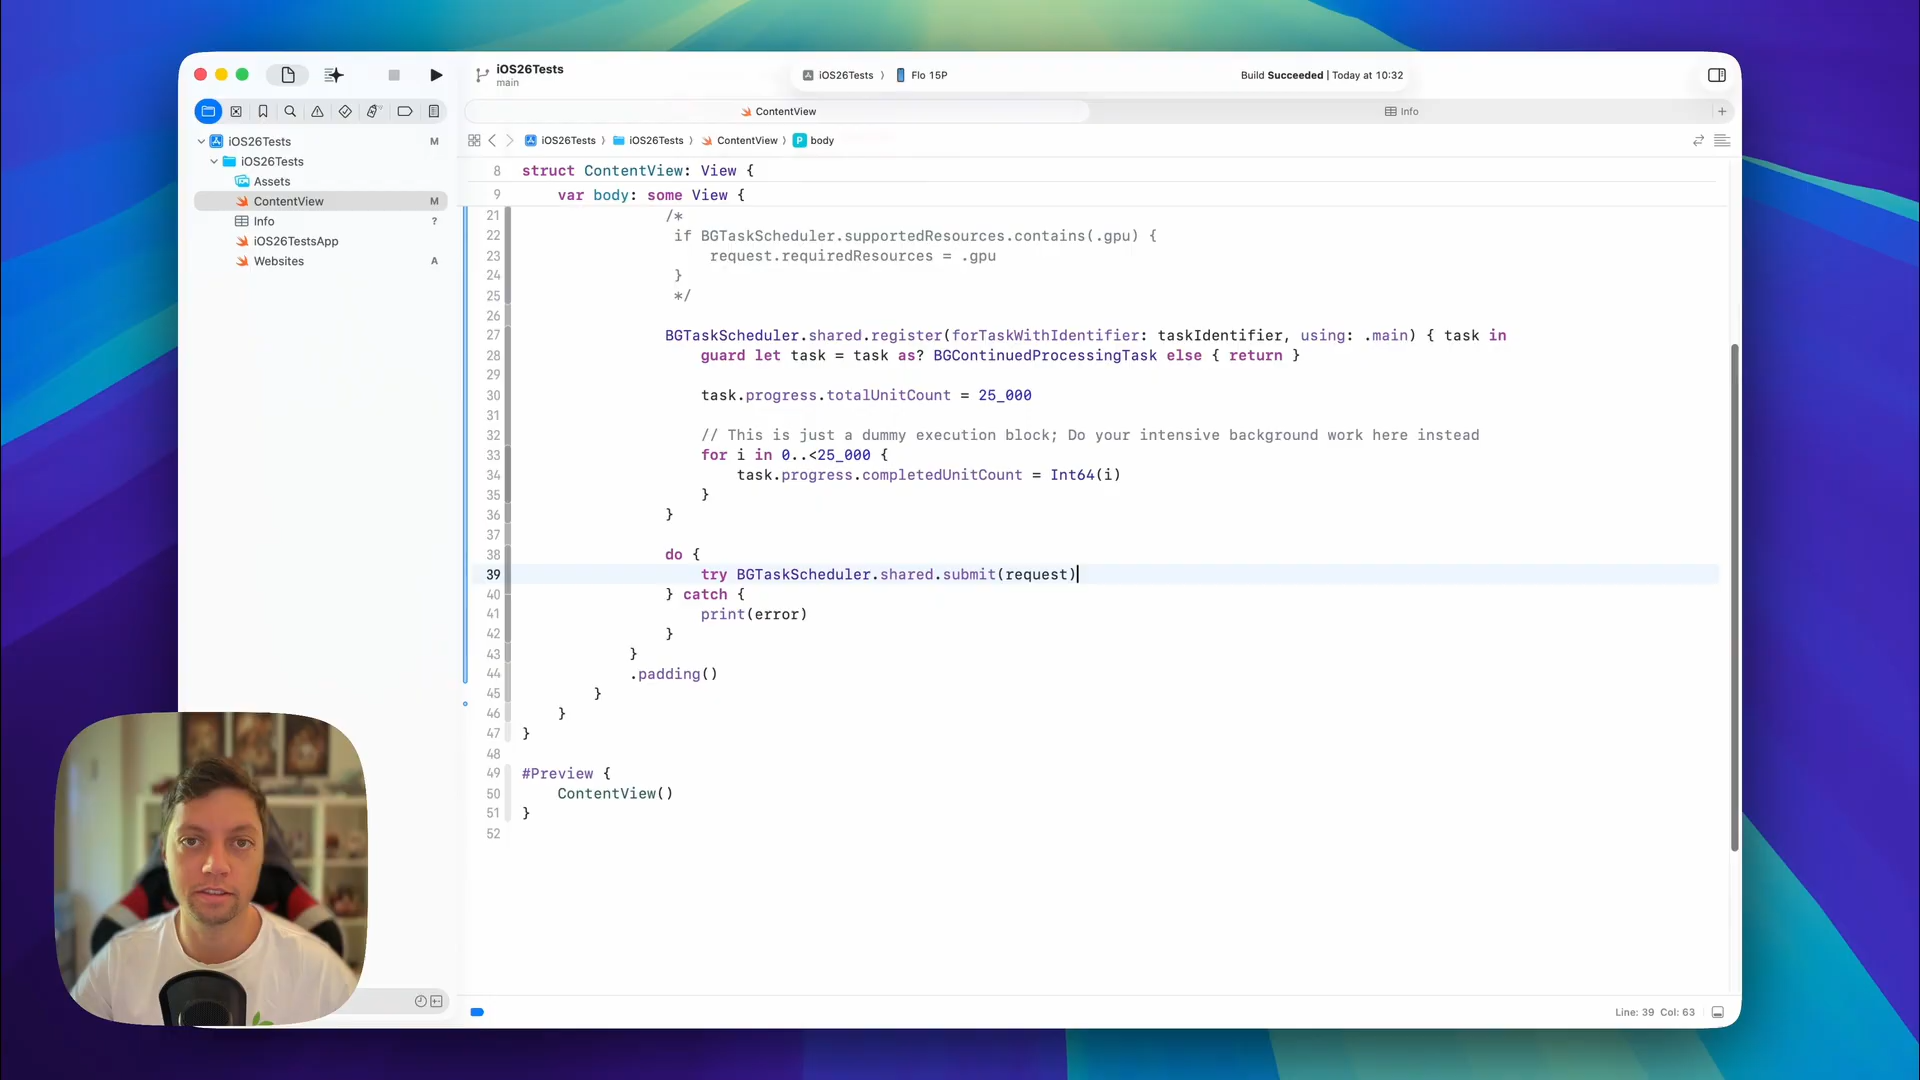 iOS26Tests
main
iOS26Tests 〉 Flo 15P
Build Succeeded | Today at 10:32
ContentView
Info
iOS26Tests 〉 iOS26Tests 〉 ContentView 〉 P body
iOS26Tests M
iOS26Tests
Assets
ContentView M
Info ?
iOS26TestsApp
Websites A
8 struct ContentView: View {
9 var body: some View {
21 /*
22 if BGTaskScheduler.supportedResources.contains(.gpu) {
23 request.requiredResources = .gpu
24 }
25 */
26
27 BGTaskScheduler.shared.register(forTaskWithIdentifier: taskIdentifier, using: .main) { task in
28 guard let task = task as? BGContinuedProcessingTask else { return }
29
30 task.progress.totalUnitCount = 25_000
31
32 // This is just a dummy execution block; Do your intensive background work here instead
33 for i in 0..<25_000 {
34 task.progress.completedUnitCount = Int64(i)
35 }
36 }
37
38 do {
39 try BGTaskScheduler.shared.submit(request)
40 } catch {
41 print(error)
42 }
43 }
44 .padding()
45 }
46 }
47 }
48
49 #Preview {
50 ContentView()
51 }
52
Line: 39 Col: 63